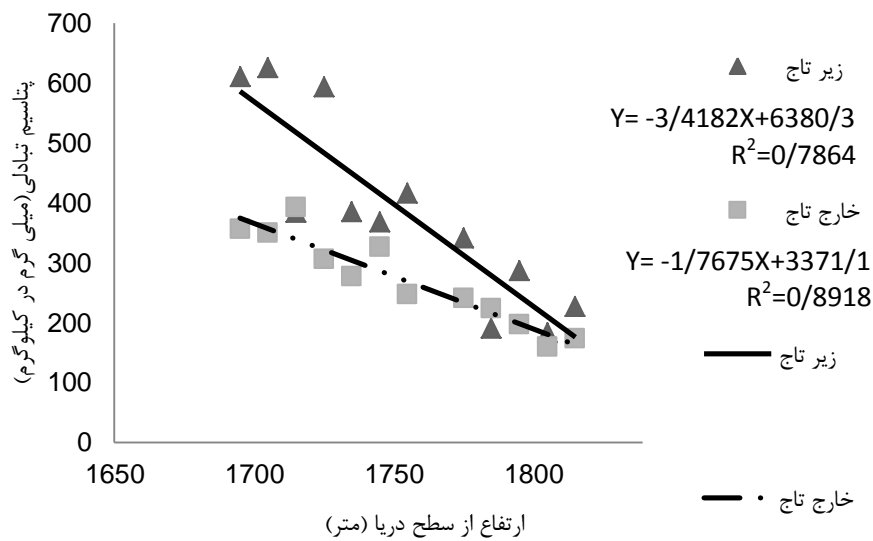 700
600
500
400
300
200
100
0
1650
1700
1750
1800
پتاسیم تبادلی(میلی گرم در کیلوگرم)
ارتفاع از سطح دریا (متر)
زیر تاج
Y= -3/4182X+6380/3
R²=0/7864
خارج تاج
Y= -1/7675X+3371/1
R²=0/8918
زیر تاج
خارج تاج